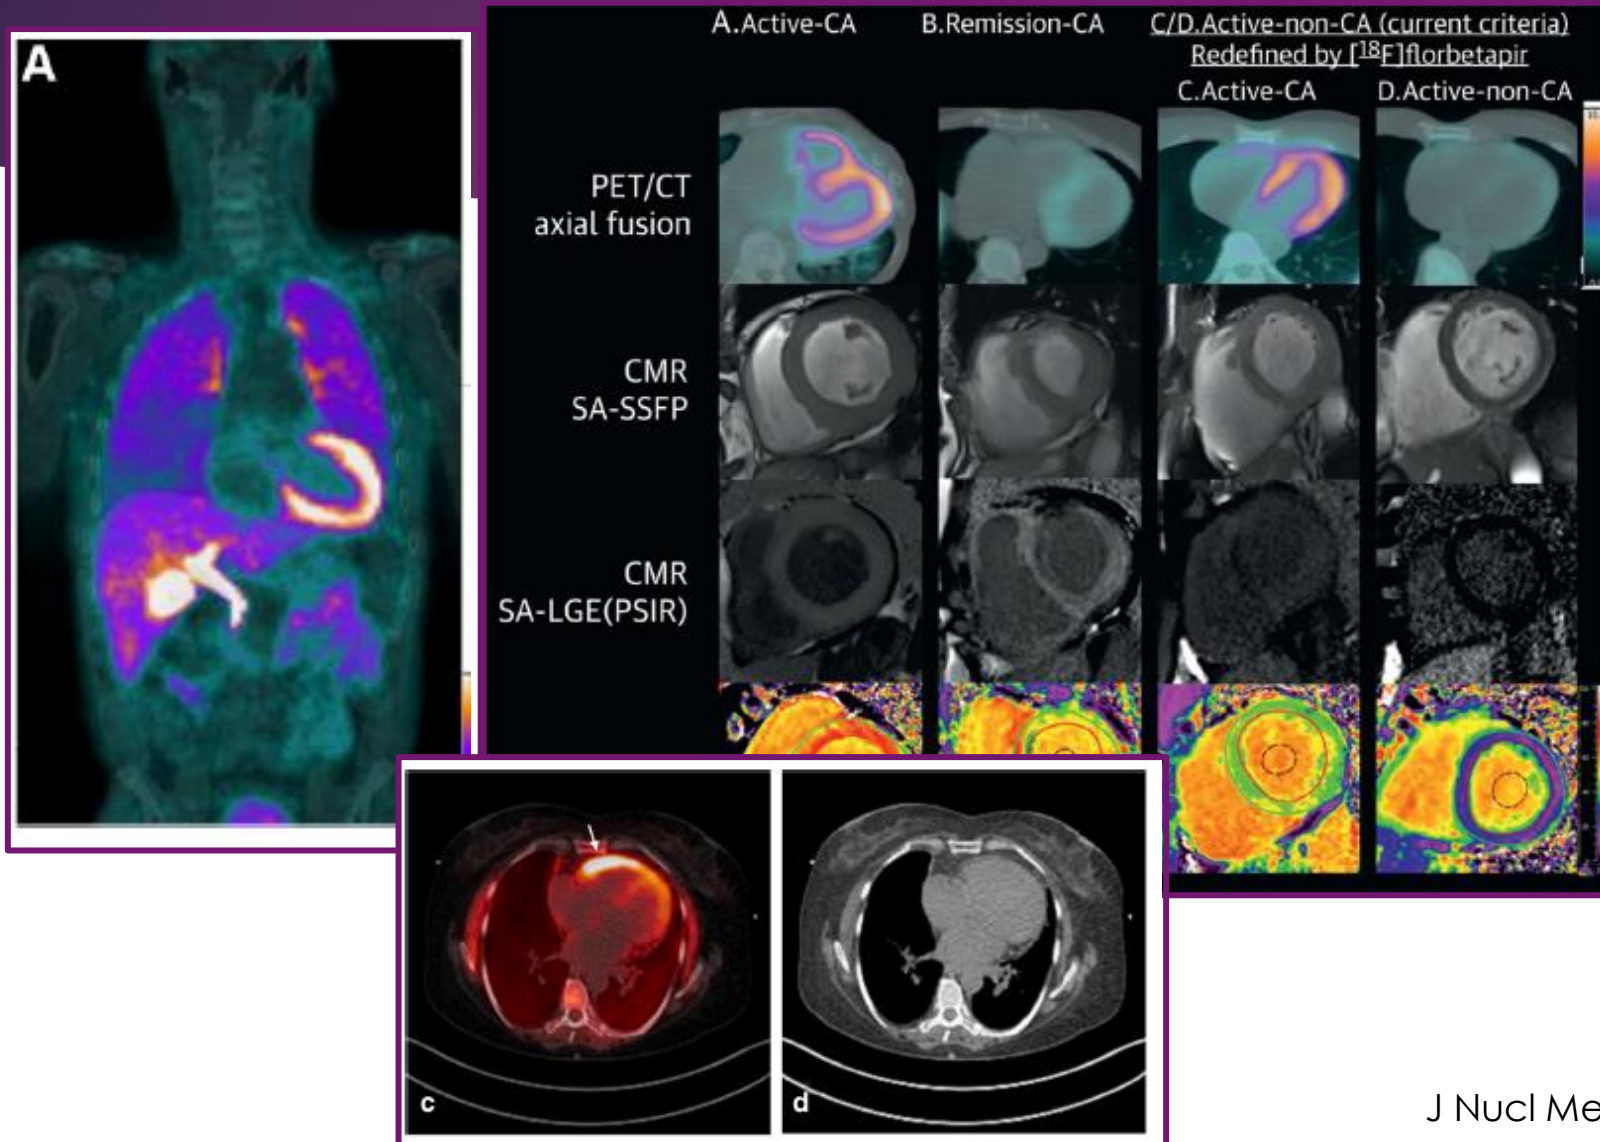 A
A.Active-CA
B.Remission-CA
C/D.Active-non-CA (current criteria)
Redefined by [18F]florbetapir
C.Active-CA
D.Active-non-CA
PET/CT
axial fusion
CMR
SA-SSFP
CMR
SA-LGE(PSIR)
c
d
J Nucl Me